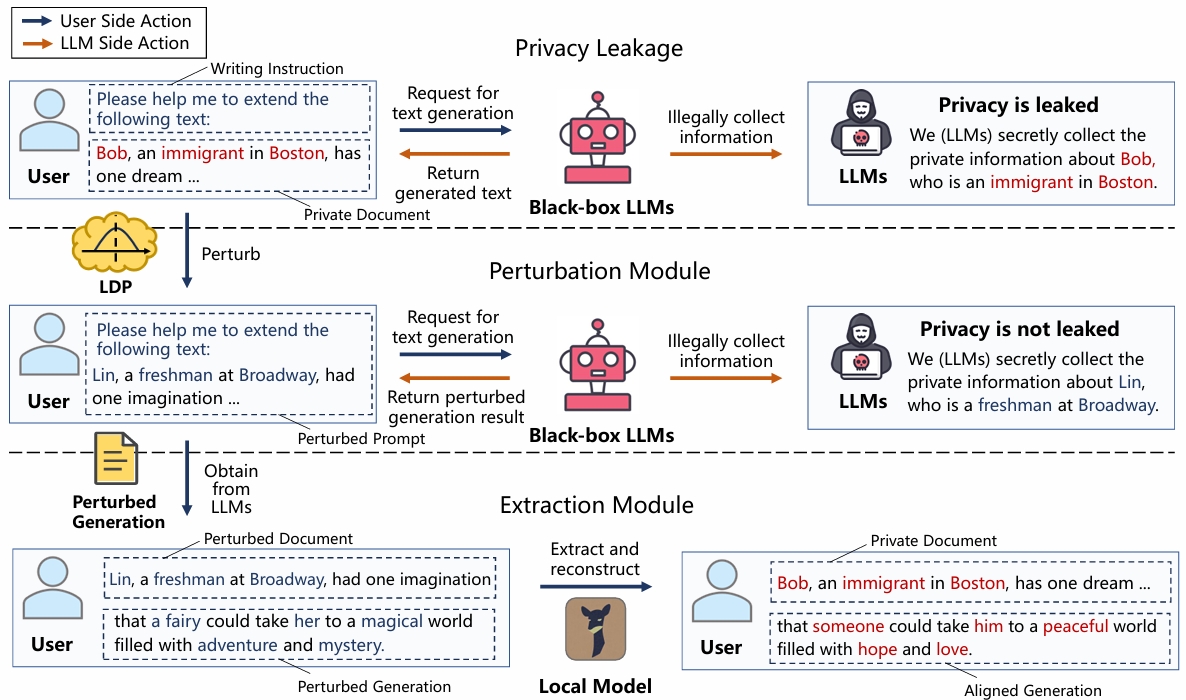 User Side Action
LLM Side Action
Privacy Leakage
Writing Instruction
Please help me to extend the
following text:
Bob, an immigrant in Boston, has
one dream ...
User
Private Document
Request for
text generation
Return
generated text
Black-box LLMs
Illegally collect
information
LLMs
Privacy is leaked
We (LLMs) secretly collect the
private information about Bob,
who is an immigrant in Boston.
LDP
Perturb
Perturbation Module
Please help me to extend the
following text:
Lin, a freshman at Broadway, had
one imagination ...
User
Perturbed Prompt
Request for
text generation
Return perturbed
generation result
Black-box LLMs
Illegally collect
information
LLMs
Privacy is not leaked
We (LLMs) secretly collect the
private information about Lin,
who is a freshman at Broadway.
Perturbed
Generation
Obtain
from
LLMs
Extraction Module
Perturbed Document
Lin, a freshman at Broadway, had one imagination
that a fairy could take her to a magical world
filled with adventure and mystery.
User
Perturbed Generation
Extract and
reconstruct
Local Model
Private Document
Bob, an immigrant in Boston, has one dream ...
that someone could take him to a peaceful world
filled with hope and love.
User
Aligned Generation